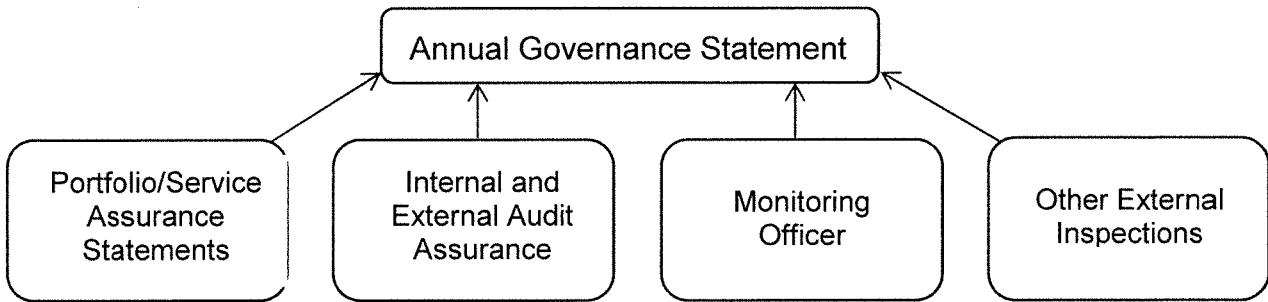 Annual Governance Statement
Portfolio/Service
Assurance
Statements
Internal and
External Audit
Assurance
Monitoring
Officer
Other External
Inspections